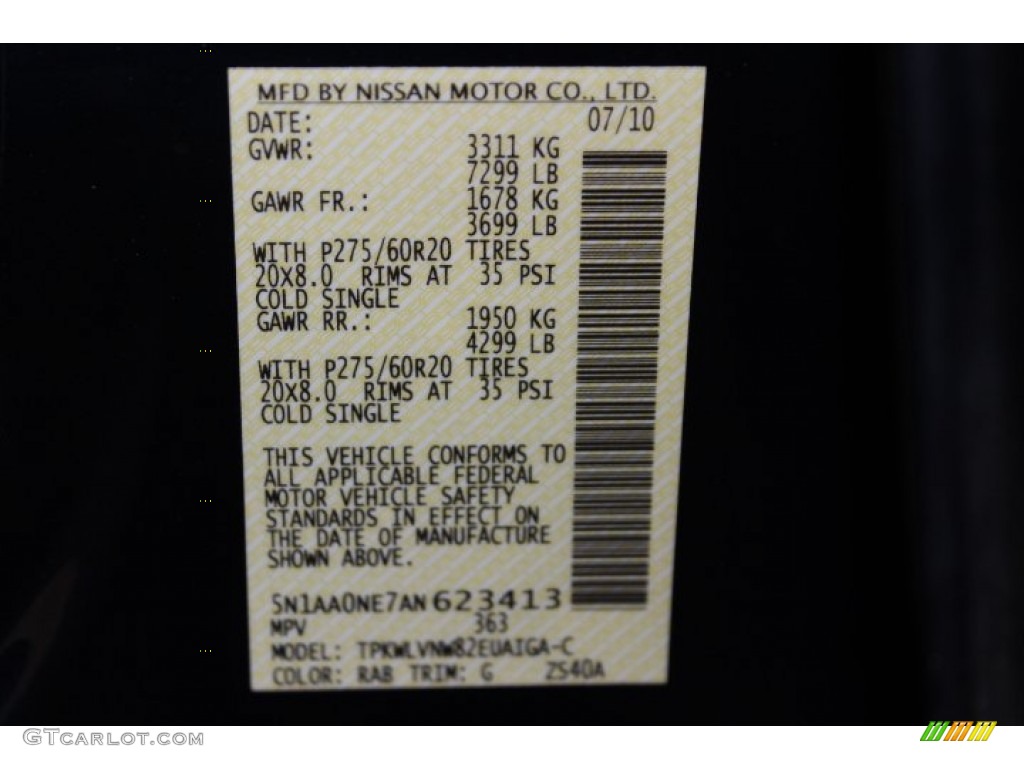 MFD BY NISSAN MOTOR CO., LTD.
DATE: 07/10
GVWR: 3311 KG
7299 LB
GAWR FR.: 1678 KG
3699 LB
WITH P275/60R20 TIRES
20X8.0 RIMS AT 35 PSI
COLD SINGLE
GAWR RR.: 1950 KG
4299 LB
WITH P275/60R20 TIRES
20X8.0 RIMS AT 35 PSI
COLD SINGLE
THIS VEHICLE CONFORMS TO
ALL APPLICABLE FEDERAL
MOTOR VEHICLE SAFETY
STANDARDS IN EFFECT ON
THE DATE OF MANUFACTURE
SHOWN ABOVE.
5N1AA0NE7AN623413
MPV 363
MODEL: TPKWLVNW82EUAIGA-C
COLOR: RAB TRIM: G ZS40A
GTCARLOT.COM